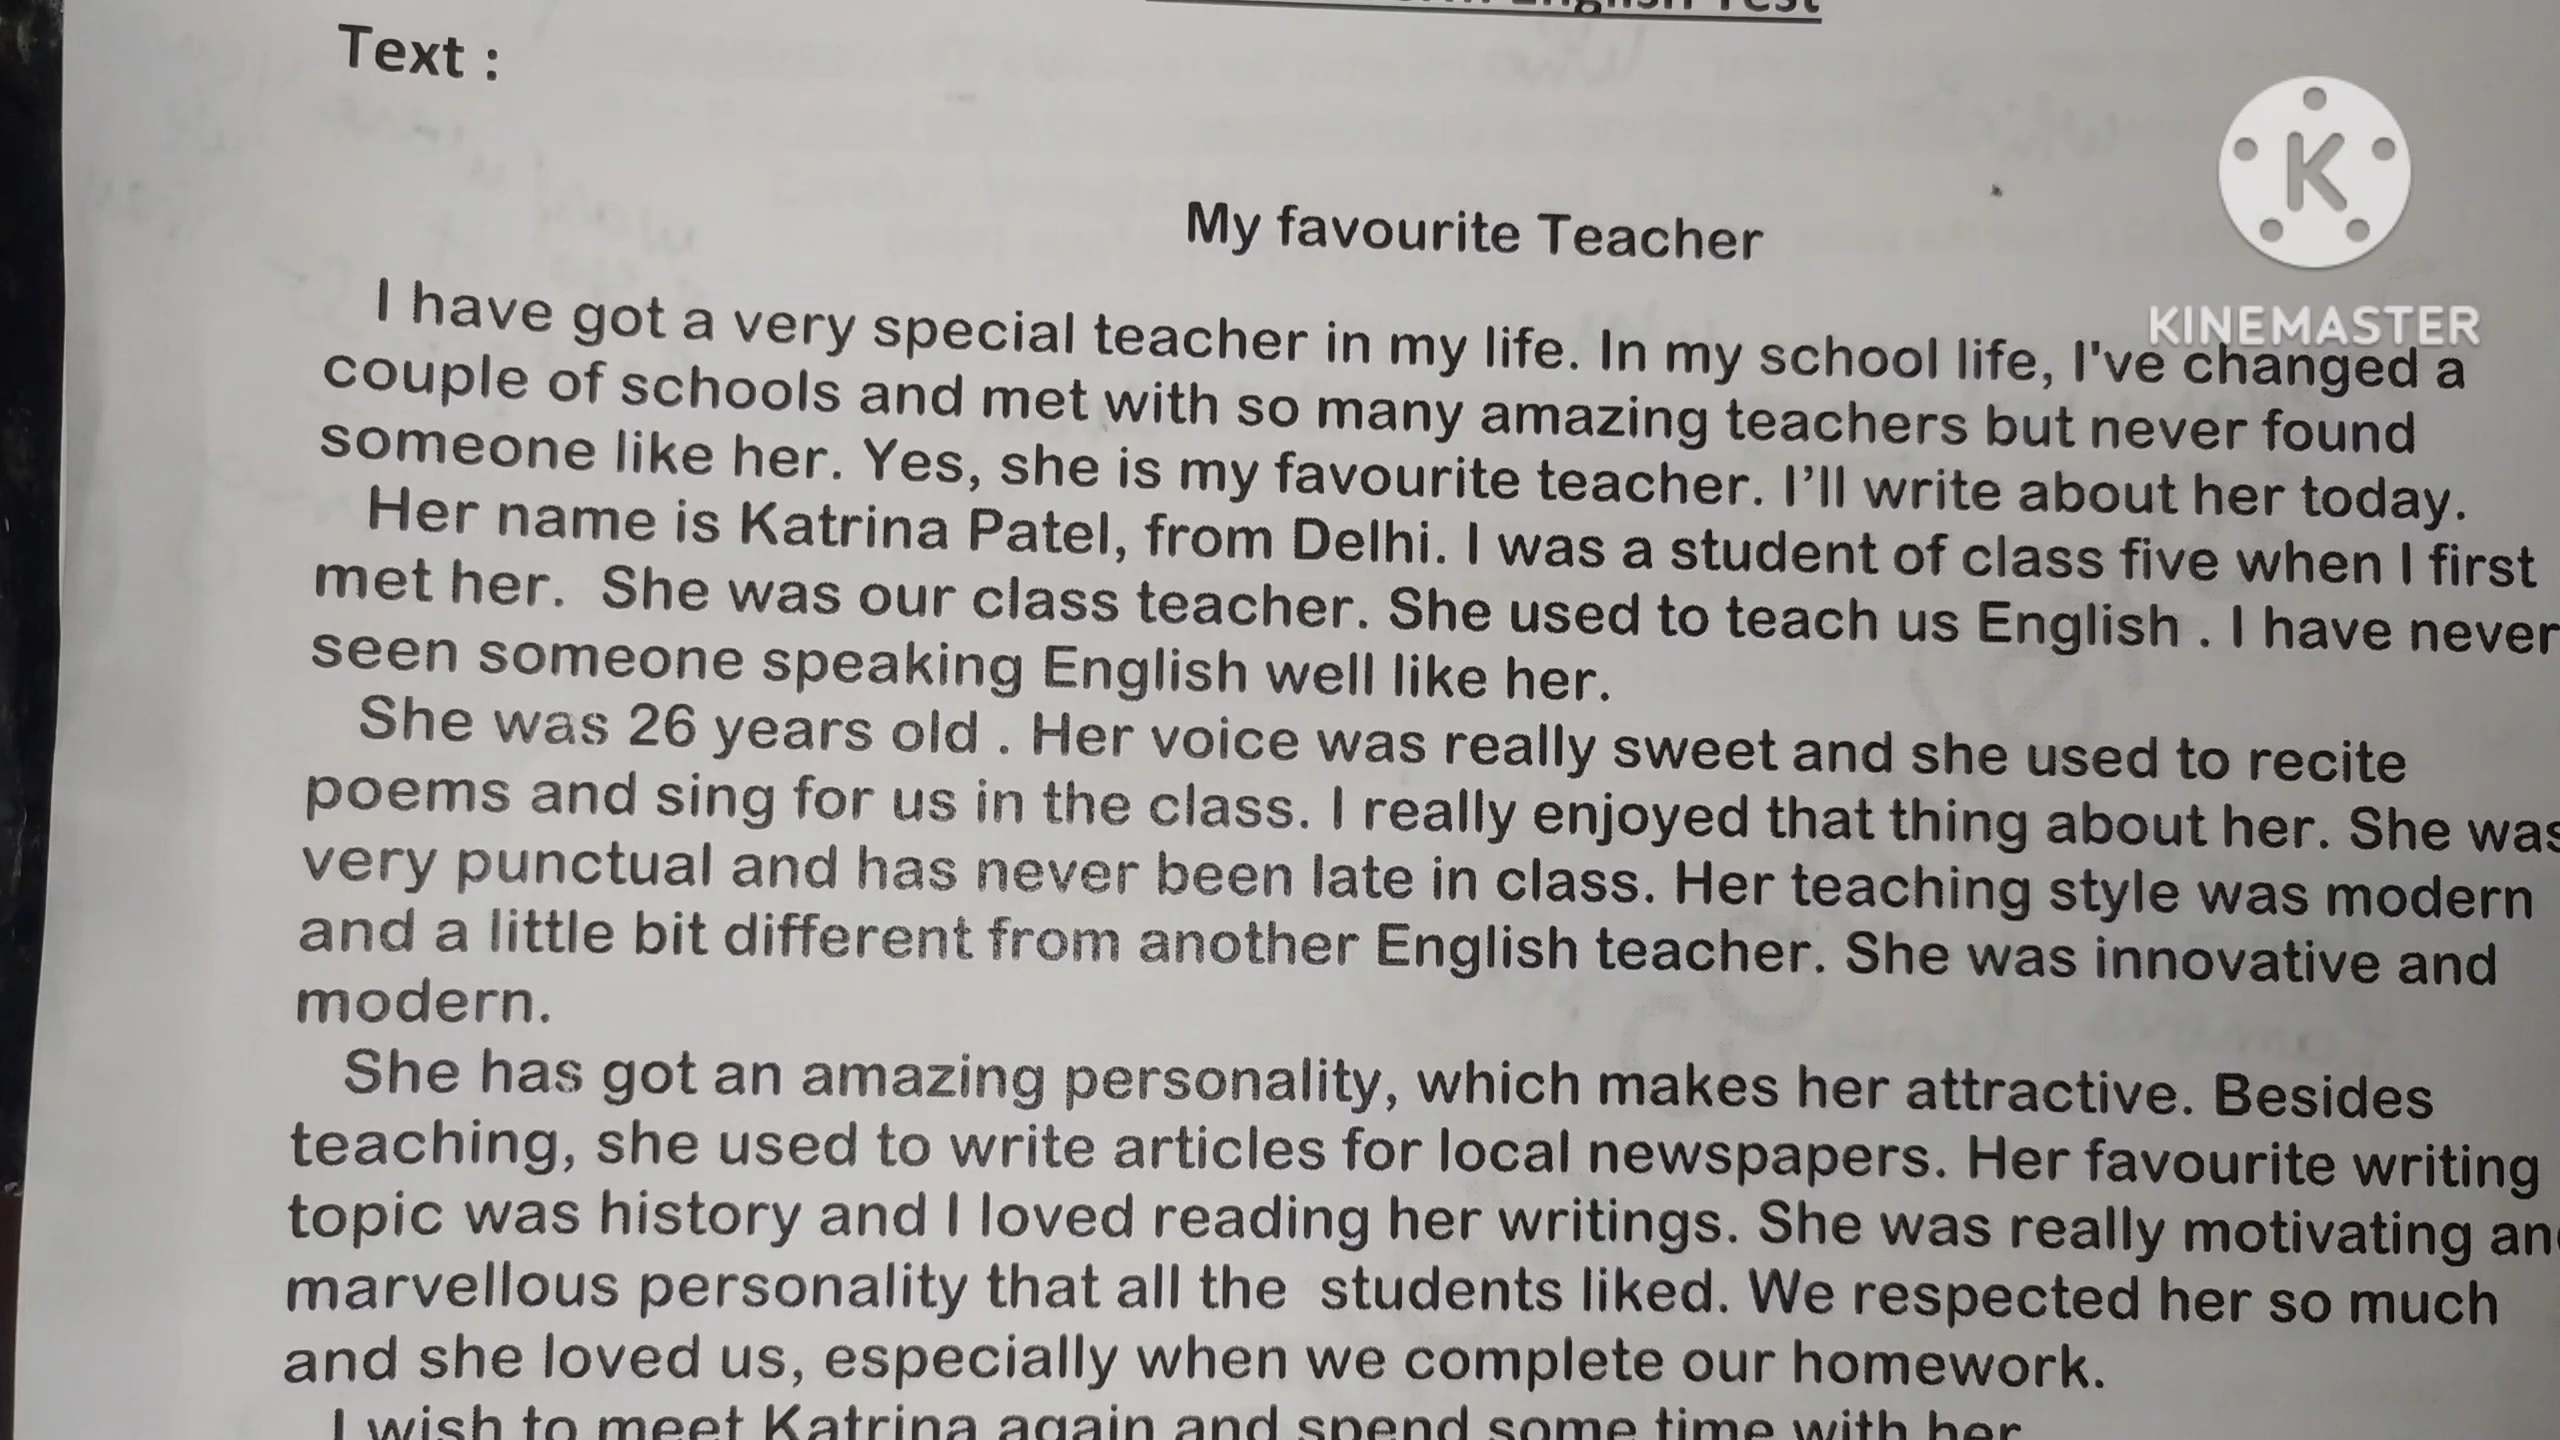 English Test
Text :
K
KINEMASTER
My favourite Teacher
I have got a very special teacher in my life. In my school life, I've changed a
couple of schools and met with so many amazing teachers but never found
someone like her. Yes, she is my favourite teacher. I’ll write about her today.
Her name is Katrina Patel, from Delhi. I was a student of class five when I first
met her.  She was our class teacher. She used to teach us English . I have never
seen someone speaking English well like her.
She was 26 years old . Her voice was really sweet and she used to recite
poems and sing for us in the class. I really enjoyed that thing about her. She was
very punctual and has never been late in class. Her teaching style was modern
and a little bit different from another English teacher. She was innovative and
modern.
She has got an amazing personality, which makes her attractive. Besides
teaching, she used to write articles for local newspapers. Her favourite writing
topic was history and I loved reading her writings. She was really motivating an
marvellous personality that all the  students liked. We respected her so much
and she loved us, especially when we complete our homework.
I wish to meet Katrina again and spend some time with her